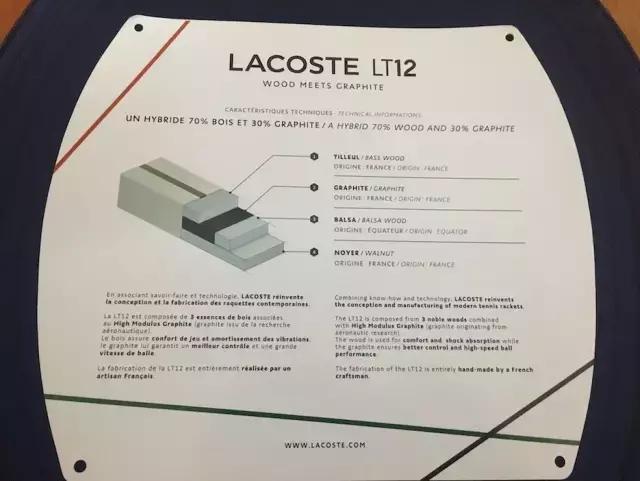 LACOSTE LT12
WOOD MEETS GRAPHITE
CARACTÉRISTIQUES TECHNIQUES · TECHNICAL INFORMATIONS
UN HYBRIDE 70% BOIS ET 30% GRAPHITE / A HYBRID 70% WOOD AND 30% GRAPHITE
1 TILLEUL / BASS WOOD
ORIGINE : FRANCE / ORIGIN : FRANCE
2 GRAPHITE / GRAPHITE
ORIGINE : FRANCE / ORIGIN : FRANCE
3 BALSA / BALSA WOOD
ORIGINE : ÉQUATEUR / ORIGIN : EQUATOR
4 NOYER / WALNUT
ORIGINE : FRANCE / ORIGIN : FRANCE
En associant savoir-faire et technologie, LACOSTE réinvente
la conception et la fabrication des raquettes contemporaines.
La LT12 est composée de 3 essences de bois associées
au High Modulus Graphite (graphite issu de la recherche
aéronautique).
Le bois assure confort de jeu et amortissement des vibrations,
le graphite lui garantit un meilleur contrôle et une grande
vitesse de balle.
La fabrication de la LT12 est entièrement réalisée par un
artisan Français.
Combining know-how and technology, LACOSTE reinvents
the conception and manufacturing of modern tennis rackets.
The LT12 is composed from 3 noble woods combined
with High Modulus Graphite (graphite originating from
aeronautic research).
The wood is used for comfort and shock absorption while
the graphite ensures better control and high-speed ball
performance.
The fabrication of the LT12 is entirely hand-made by a French
craftsman.
WWW.LACOSTE.COM